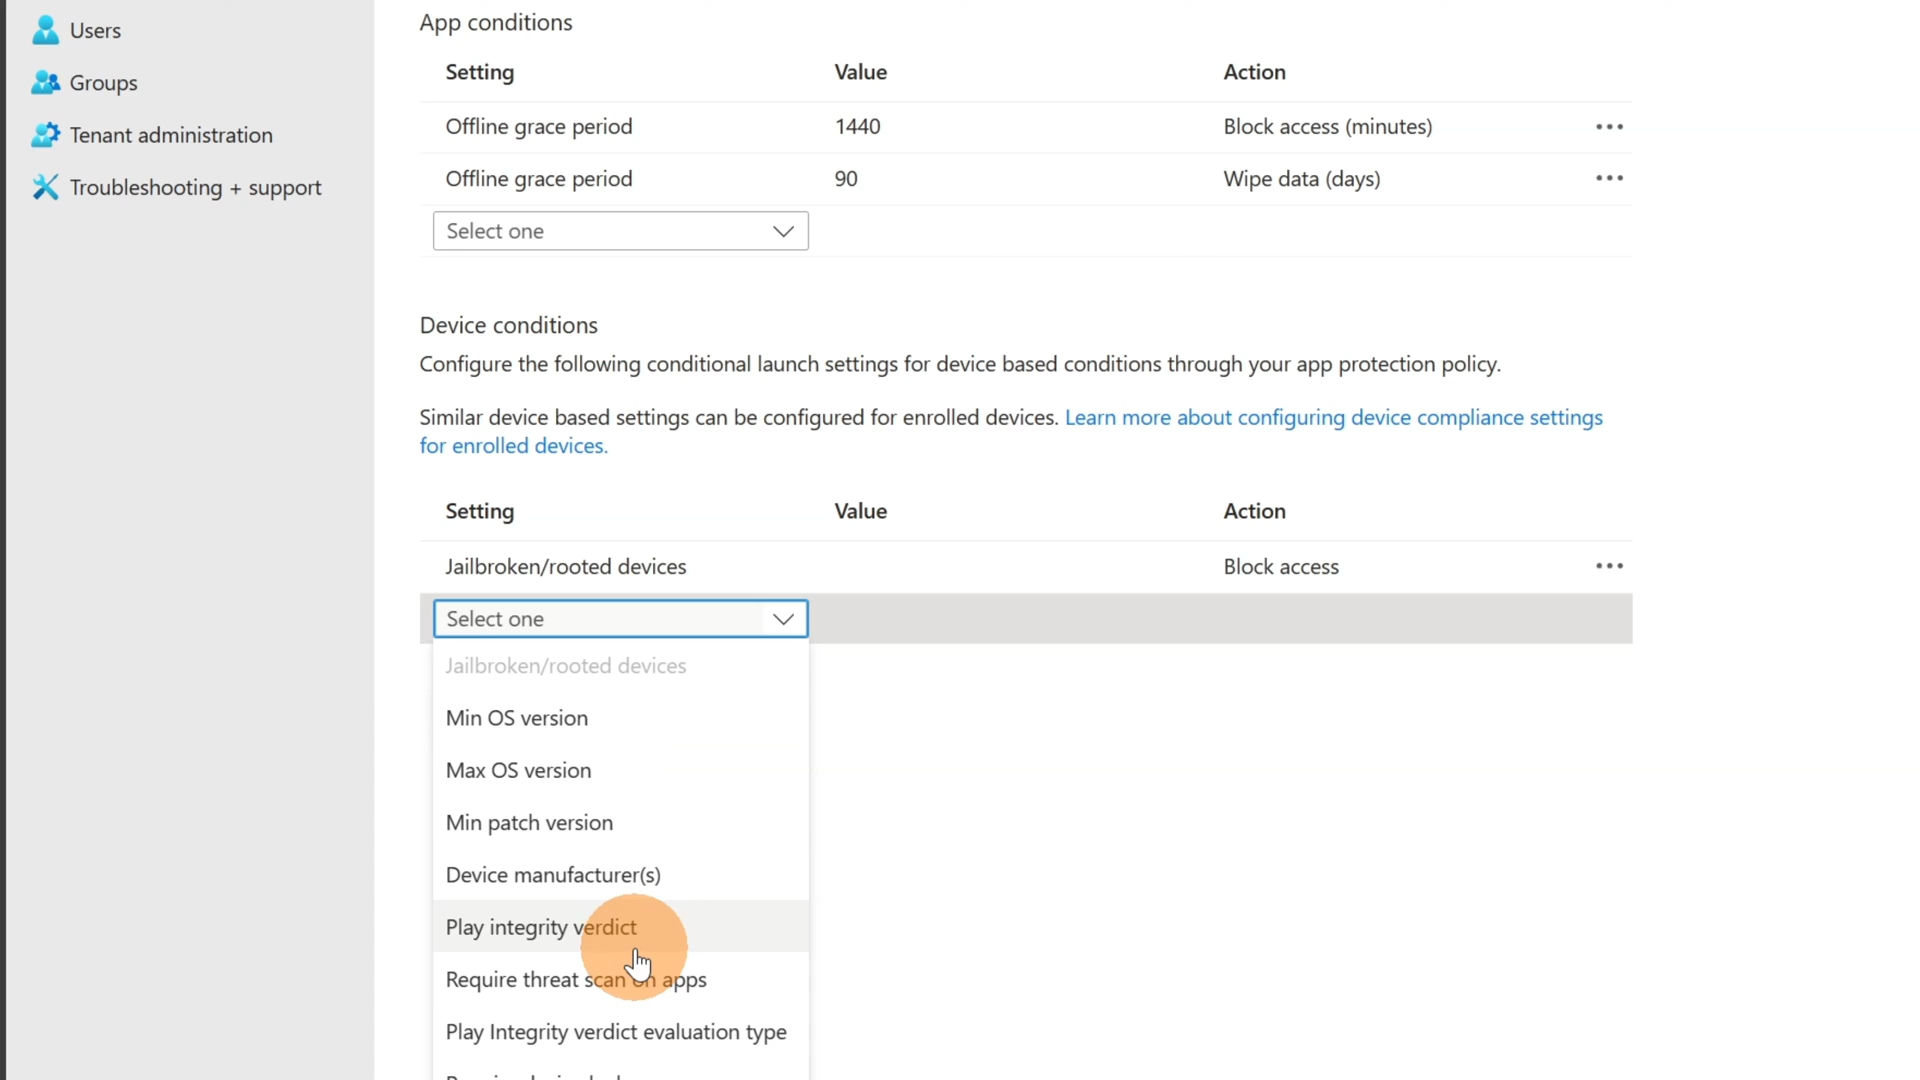 Users
Groups
Tenant administration
Troubleshooting + support
App conditions
Setting Value Action
Offline grace period 1440 Block access (minutes)
Offline grace period 90 Wipe data (days)
Select one
Device conditions
Configure the following conditional launch settings for device based conditions through your app protection policy.
Similar device based settings can be configured for enrolled devices. Learn more about configuring device compliance settings
for enrolled devices.
Setting Value Action
Jailbroken/rooted devices Block access
Select one
Jailbroken/rooted devices
Min OS version
Max OS version
Min patch version
Device manufacturer(s)
Play integrity verdict
Require threat scan on apps
Play Integrity verdict evaluation type